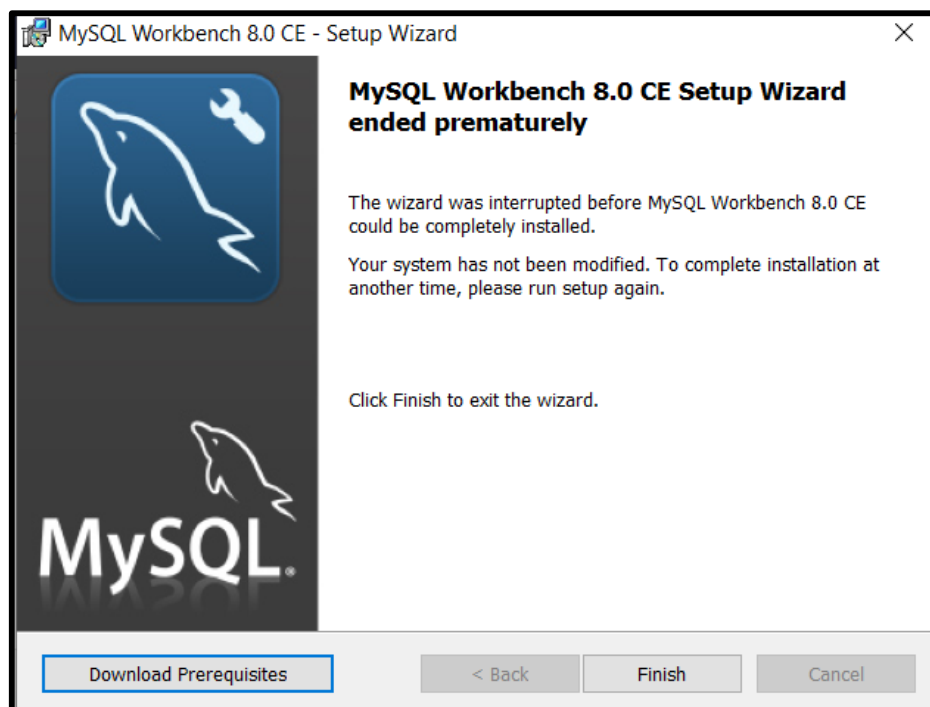 MySQL Workbench 8.0 CE - Setup Wizard
MySQL Workbench 8.0 CE Setup Wizard
ended prematurely
The wizard was interrupted before MySQL Workbench 8.0 CE
could be completely installed.
Your system has not been modified. To complete installation at
another time, please run setup again.
Click Finish to exit the wizard.
MySQL®
Download Prerequisites
< Back
Finish
Cancel